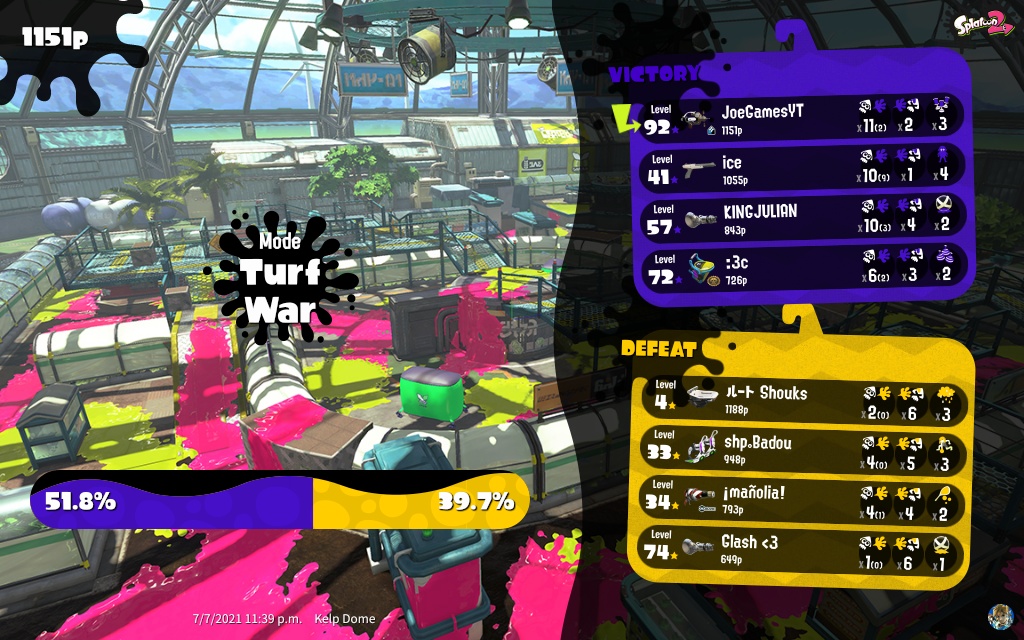 1151p
Splatoon 2
VICTORY
Level 92★ JoeGamesYT 1151p x11(2) x2 x3
Level 41★ ice 1055p x10(9) x1 x4
Level 57★ KINGJULIAN 843p x10(3) x4 x2
Level 72★ :3c 726p x6(2) x3 x2
Mode
Turf
War
DEFEAT
Level 4★ ルート Shouks 1188p x2(0) x6 x3
Level 33★ shp.Badou 948p x4(0) x5 x3
Level 34★ ¡mañolia! 793p x4(1) x4 x2
Level 74★ Glash <3 649p x1(0) x6 x1
51.8% 39.7%
7/7/2021 11:39 p.m. Kelp Dome